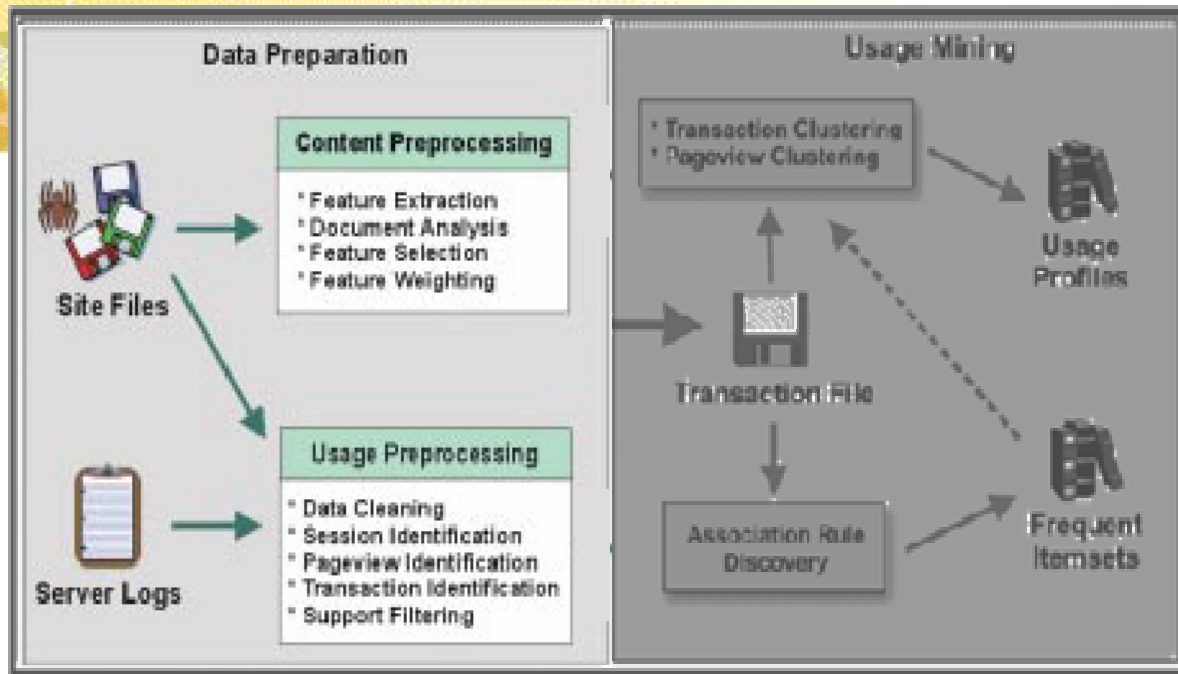 Data Preparation
Content Preprocessing
* Feature Extraction
* Document Analysis
* Feature Selection
* Feature Weighting
Site Files
Usage Preprocessing
* Data Cleaning
* Session Identification
* Pageview Identification
* Transaction Identification
* Support Filtering
Server Logs
Usage Mining
* Transaction Clustering
* Pageview Clustering
Usage
Profiles
Transaction File
Association Rule
Discovery
Frequent
Itemsets